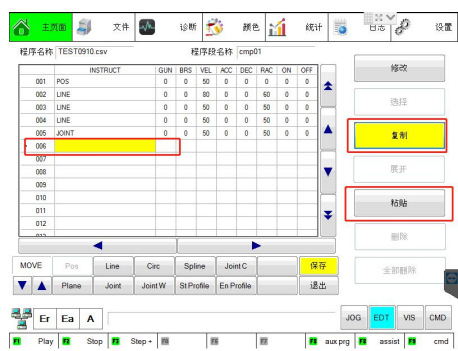 主页面 文件 诊断 颜色 统计 日志 设置
程序名称 TEST0910.csv 程序段名称 cmp01
INSTRUCT GUN BRS VEL ACC DEC RAC ON OFF
001 POS 0 0 50 0 0 0 0 0
002 LINE 0 0 80 0 0 60 0 0
003 LINE 0 0 50 0 0 50 0 0
004 LINE 0 0 50 0 0 50 0 0
005 JOINT 0 0 50 0 0 50 0 0
006
007
008
009
010
011
012
修改
选择
复制
展开
粘贴
删除
全部删除
MOVE Pos Line Circ Spline Joint C 保存
Plane Joint Joint W St Profile En Profile 退出
Er Ea A JOG EDT VIS CMD
F1 Play F2 Stop F3 Step + F5 F6 F7 F8 aux prg F8 assist F9 cmd